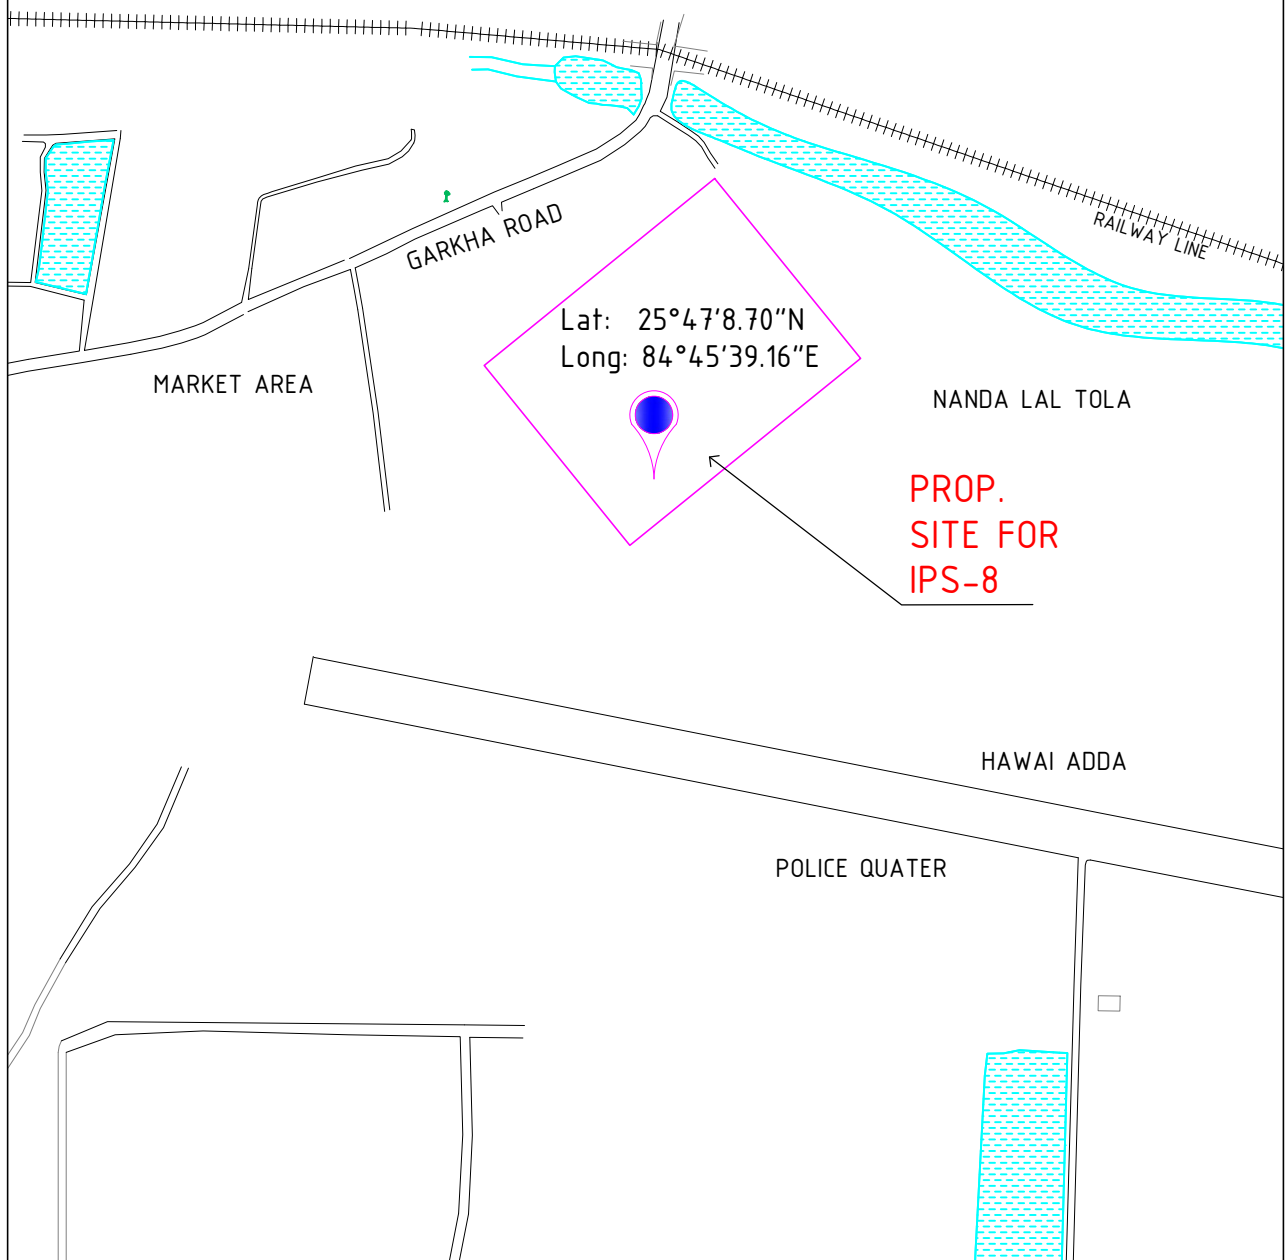 RAILWAY LINE
GARKHA ROAD
Lat: 25°47'8.70"N
Long: 84°45'39.16"E
MARKET AREA
NANDA LAL TOLA
PROP.
SITE FOR
IPS-8
HAWAI ADDA
POLICE QUATER